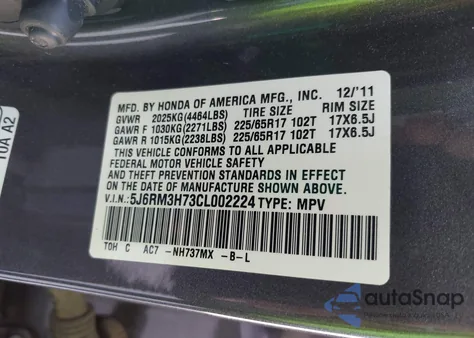 MFD. BY HONDA OF AMERICA MFG., INC. 12/'11
GVWR 2025KG(4464LBS) TIRE SIZE RIM SIZE
GAWR F 1030KG(2271LBS) 225/65R17 102T 17X6.5J
GAWR R 1015KG(2238LBS) 225/65R17 102T 17X6.5J
THIS VEHICLE CONFORMS TO ALL APPLICABLE
FEDERAL MOTOR VEHICLE SAFETY
AND THEFT PREVENTION STANDARDS IN EFFECT
ON THE DATE OF MANUFACTURE SHOWN ABOVE.
V.I.N.:5J6RM3H73CL002224 TYPE: MPV
TOH C AC7 -NH737MX -B-L
10A A2
autoSnap